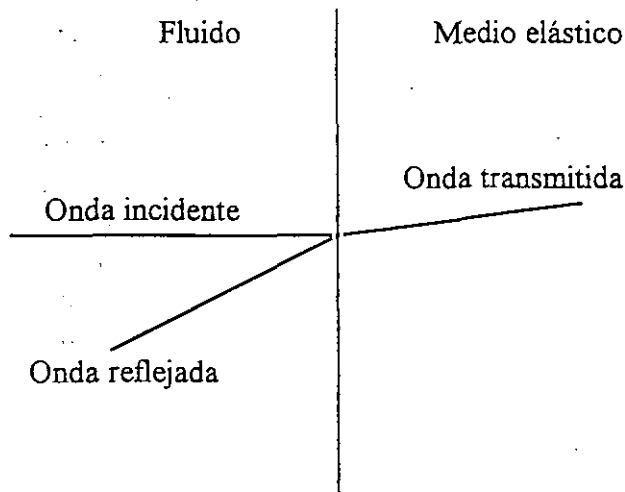 Fluido
Medio elástico
Onda transmitida
Onda incidente
Onda reflejada